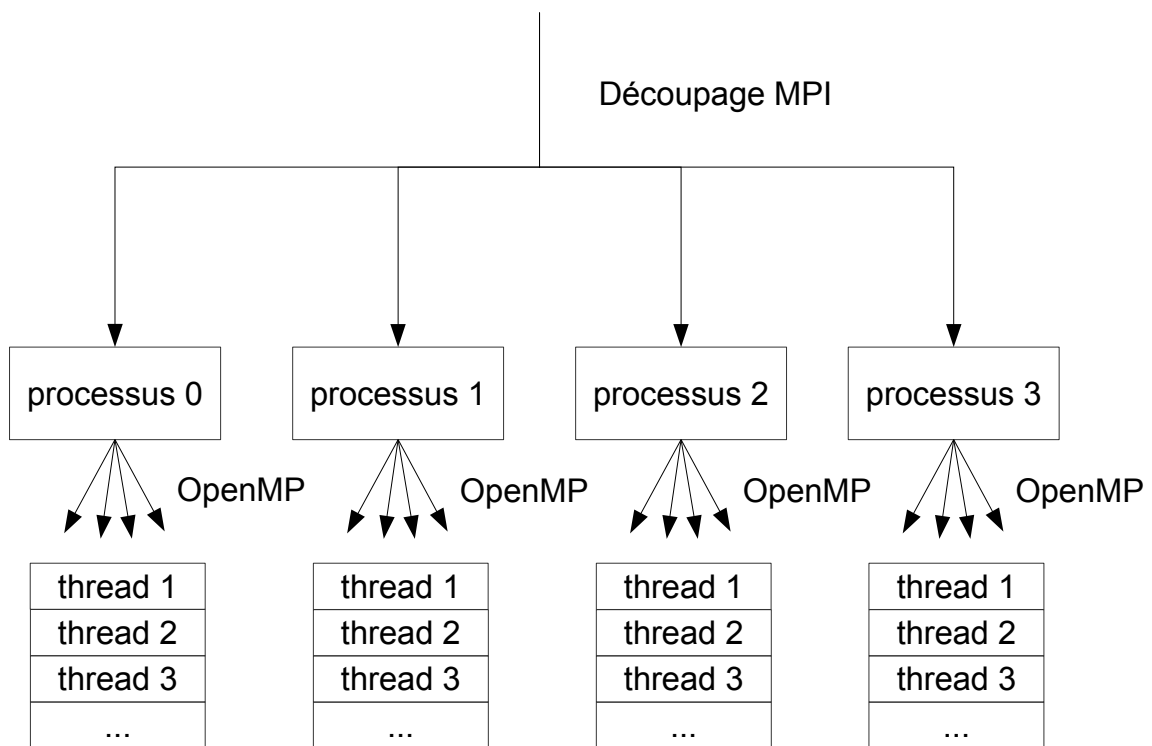 Découpage MPI
processus 0
processus 1
processus 2
processus 3
OpenMP
OpenMP
OpenMP
OpenMP
thread 1
thread 2
thread 3
...
thread 1
thread 2
thread 3
...
thread 1
thread 2
thread 3
...
thread 1
thread 2
thread 3
...